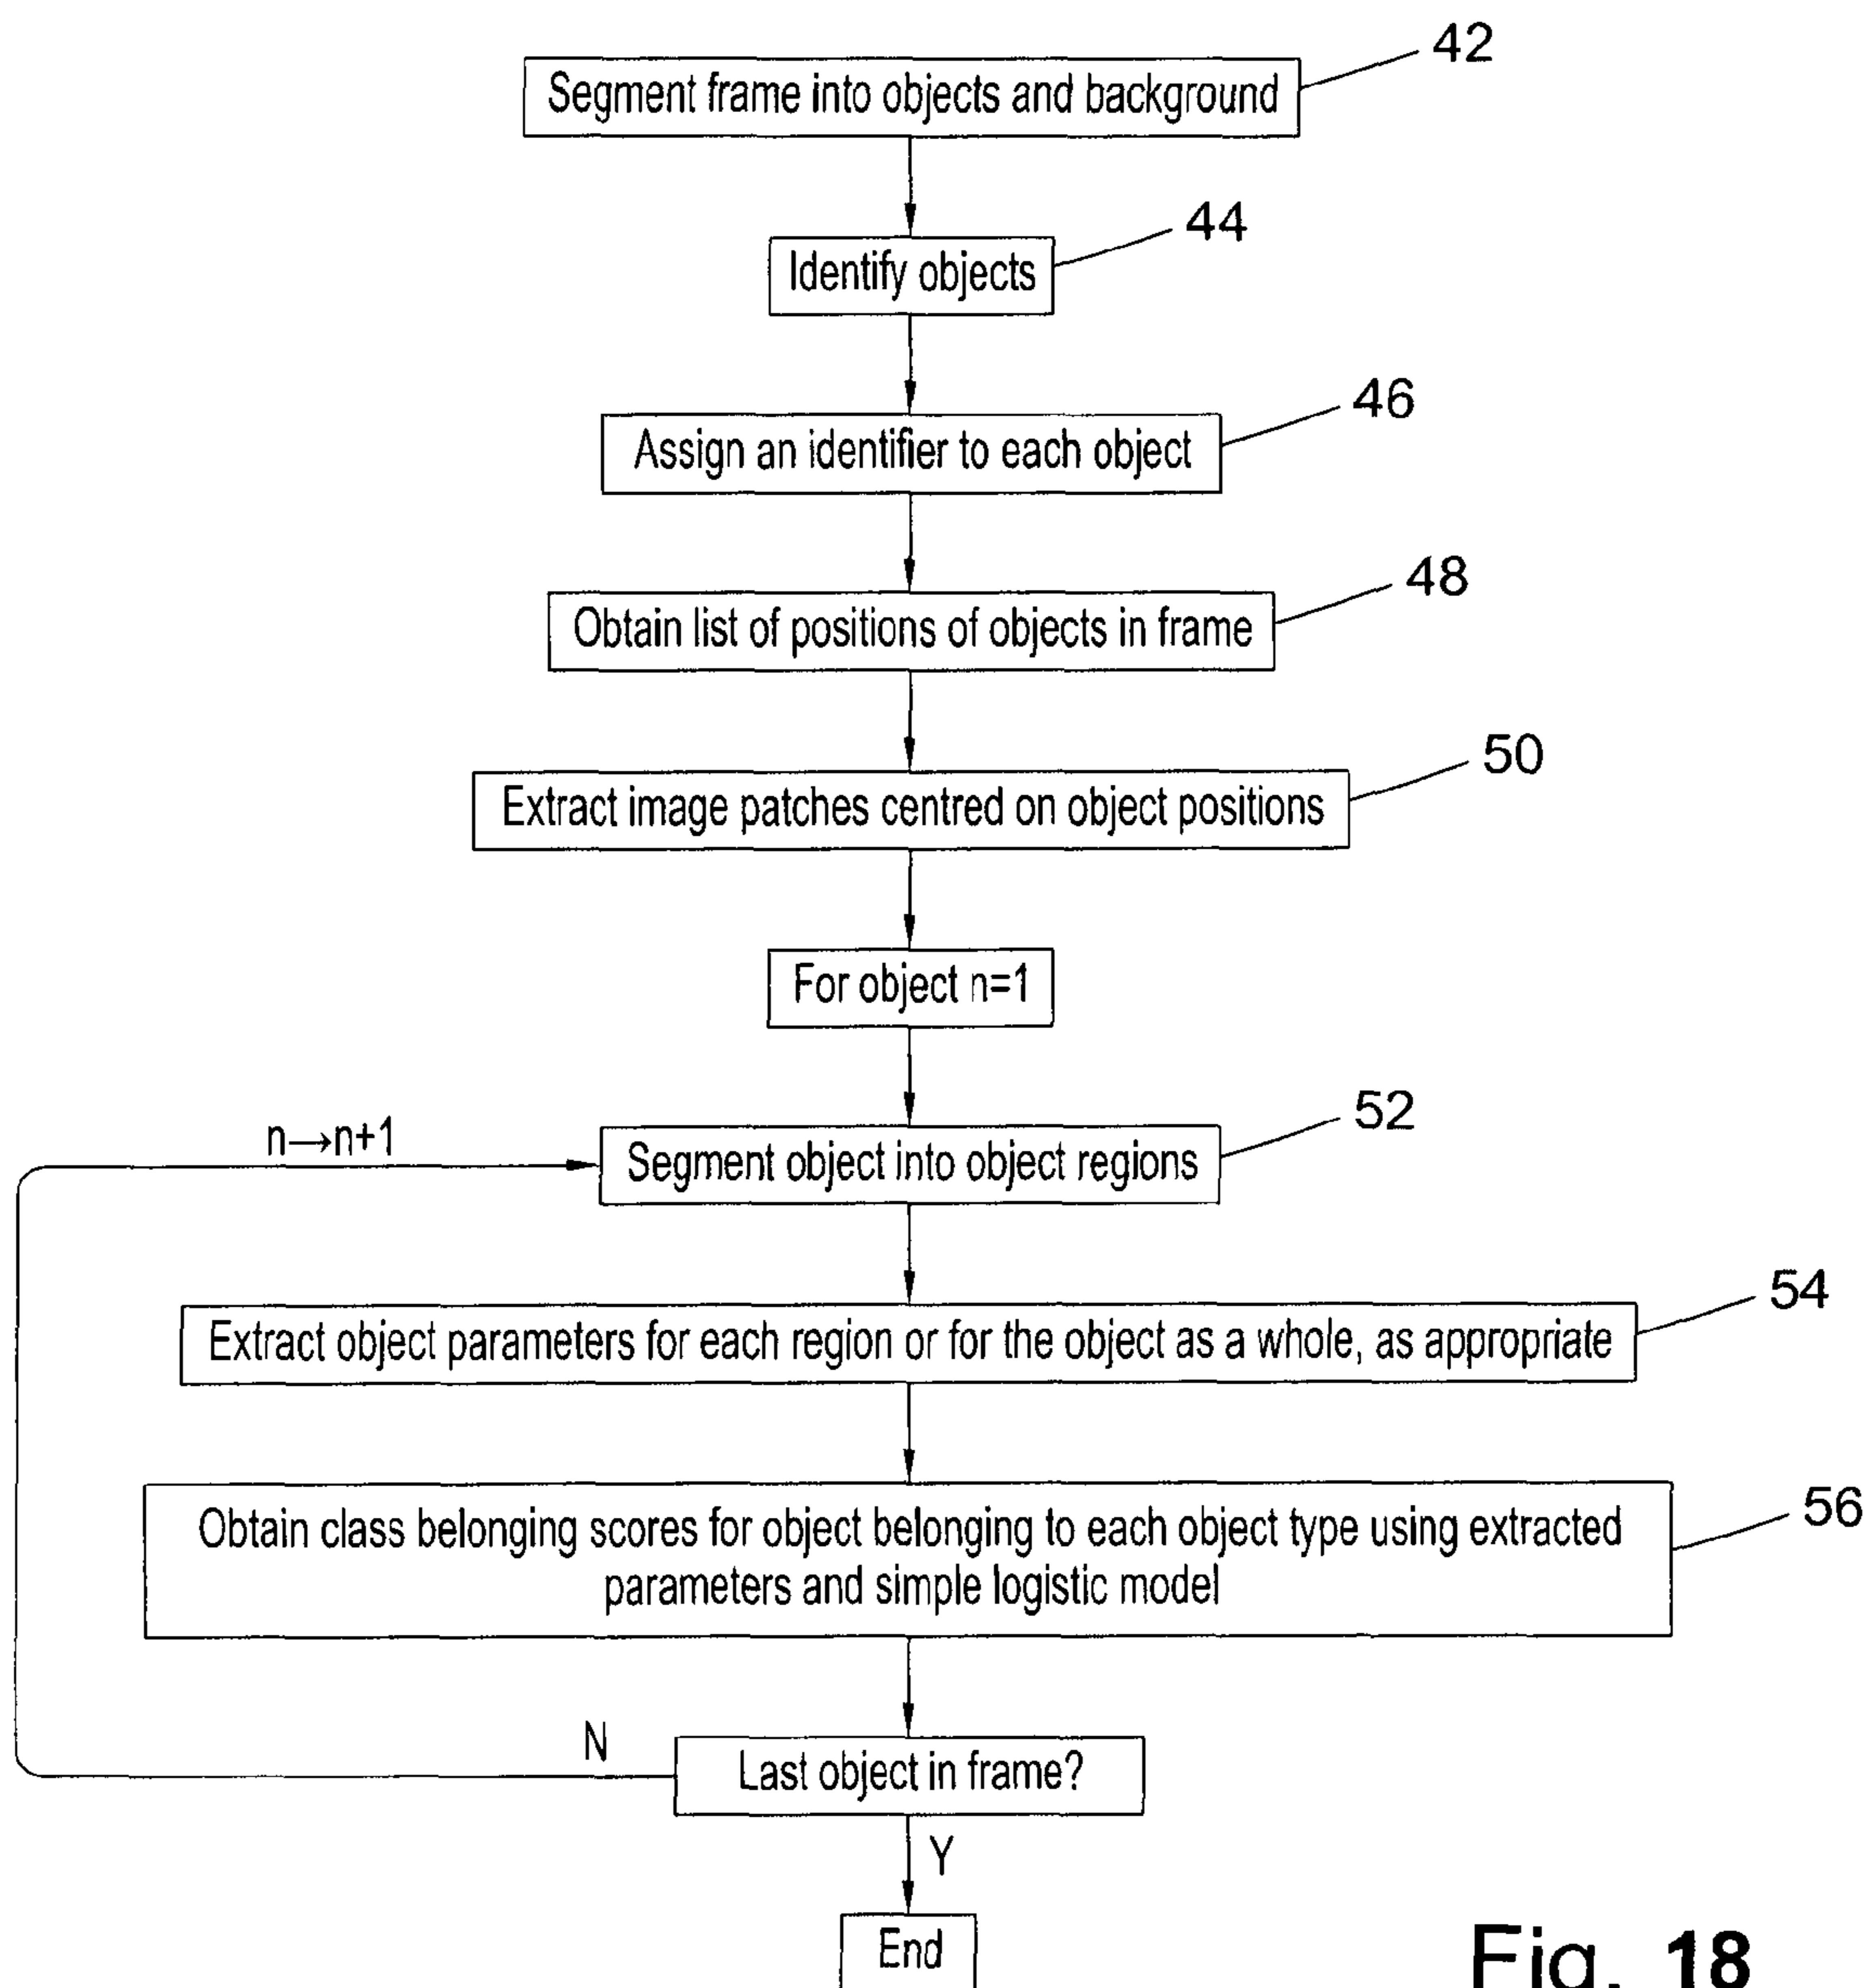 42
Segment frame into objects and background
44
Identify objects
46
Assign an identifier to each object
48
Obtain list of positions of objects in frame
50
Extract image patches centred on object positions
For object n=1
n→n+1
52
Segment object into object regions
54
Extract object parameters for each region or for the object as a whole, as appropriate
56
Obtain class belonging scores for object belonging to each object type using extracted
parameters and simple logistic model
N
Last object in frame?
Y
End
Fig. 18